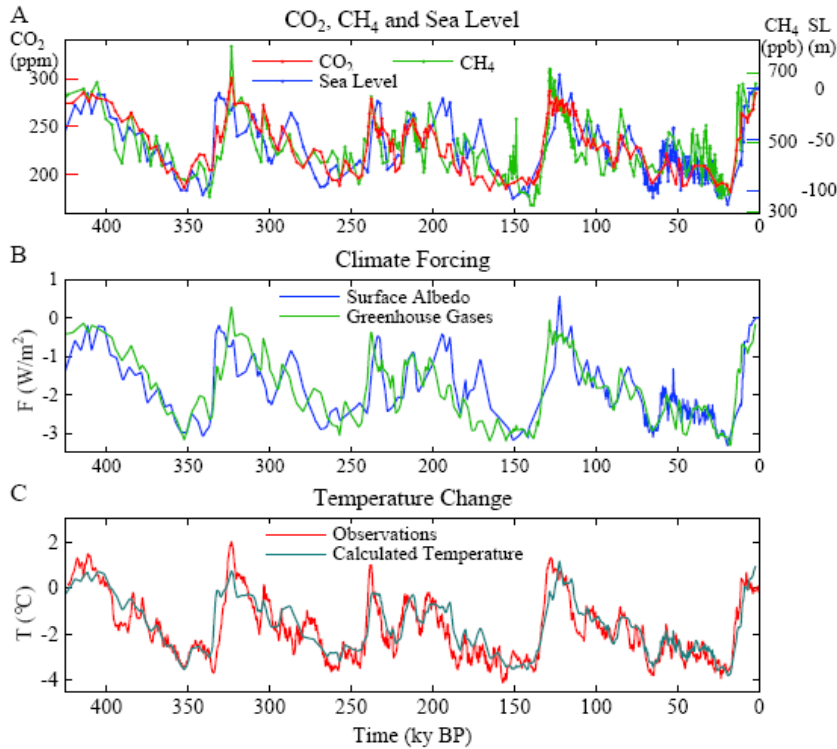 A
CO₂, CH₄ and Sea Level
CO₂
(ppm)
CH₄ SL
(ppb) (m)
CO₂
CH₄
Sea Level
300
250
200
700
500
300
0
-50
-100
400 350 300 250 200 150 100 50 0
B
Climate Forcing
Surface Albedo
Greenhouse Gases
F (W/m²)
1
0
-1
-2
-3
400 350 300 250 200 150 100 50 0
C
Temperature Change
Observations
Calculated Temperature
T (°C)
2
0
-2
-4
400 350 300 250 200 150 100 50 0
Time (ky BP)